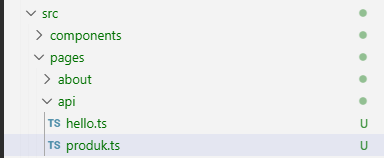 src
components
pages
about
api
TS hello.ts U
TS produk.ts U